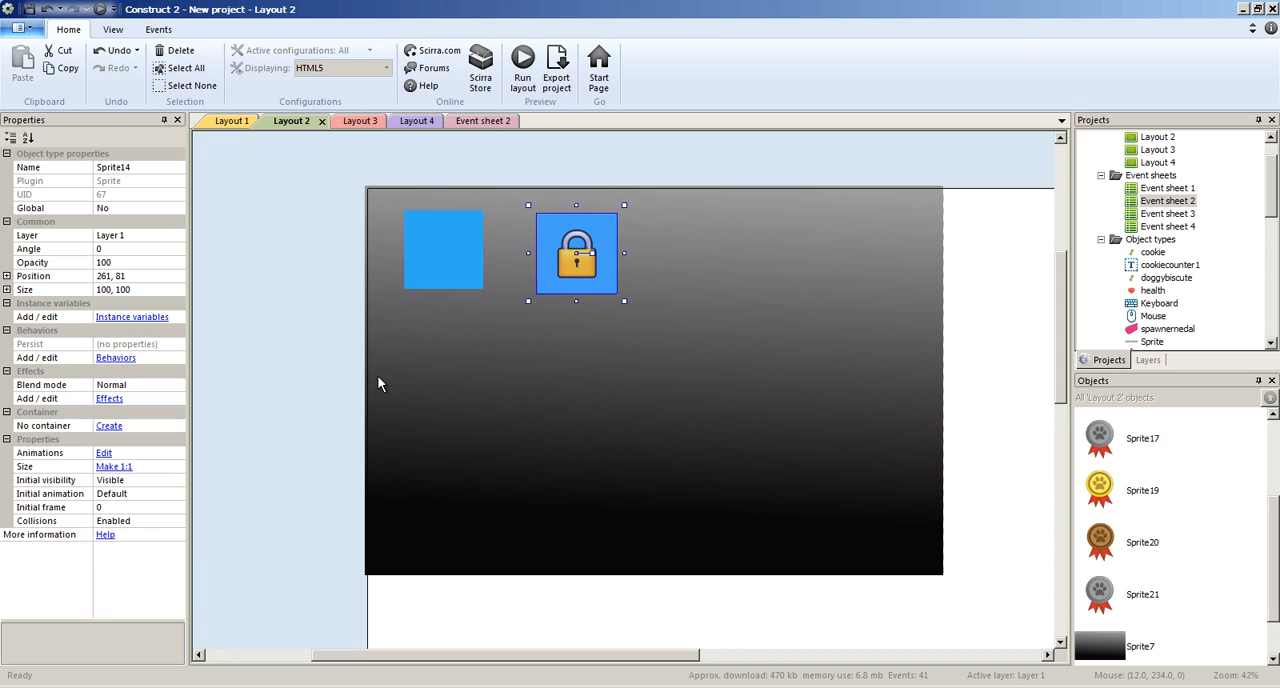 Construct 2 - New project - Layout 2
Home View Events
Paste Cut Copy Clipboard
Undo Redo Undo
Delete Select All Select None Selection
Active configurations: All
Displaying: HTML5
Configurations
Scirra.com Forums Help Scirra Store Online
Run layout Export project Preview
Start Page Go
Properties
Layout 1 Layout 2 Layout 3 Layout 4 Event sheet 2
Object type properties
Name Sprite14
Plugin Sprite
UID 67
Global No
Common
Layer Layer 1
Angle 0
Opacity 100
Position 261, 81
Size 100, 100
Instance variables
Add / edit Instance variables
Behaviors
Persist (no properties)
Add / edit Behaviors
Effects
Blend mode Normal
Add / edit Effects
Container
No container Create
Properties
Animations Edit
Size Make 1:1
Initial visibility Visible
Initial animation Default
Initial frame 0
Collisions Enabled
More information Help
Projects
Layout 2
Layout 3
Layout 4
Event sheets
Event sheet 1
Event sheet 2
Event sheet 3
Event sheet 4
Object types
cookie
T cookiecounter1
doggybiscute
health
Keyboard
Mouse
spawnernedal
Sprite
Projects Layers
Objects
All 'Layout 2' objects
Sprite17
Sprite19
Sprite20
Sprite21
Sprite7
Ready Approx. download: 470 kb memory use: 6.8 mb Events: 41 Active layer: Layer 1 Mouse: (12.0, 234.0, 0) Zoom: 42%